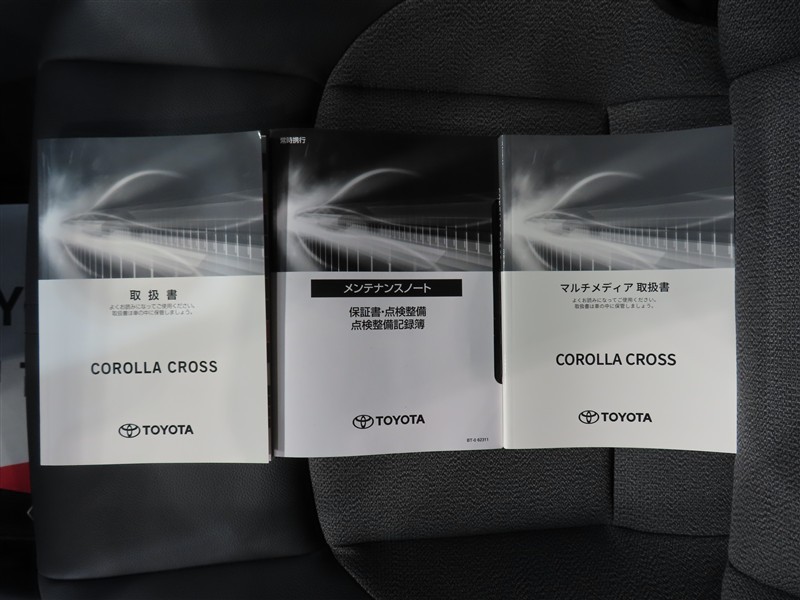 取扱書
よくお読みになってご使用ください。
取扱書は車の中に保管しましょう。
COROLLA CROSS
TOYOTA
常時携行
メンテナンスノート
保証書・点検整備
点検整備記録簿
TOYOTA
マルチメディア 取扱書
よくお読みになってご使用ください。
取扱書は車の中に保管しましょう。
COROLLA CROSS
TOYOTA